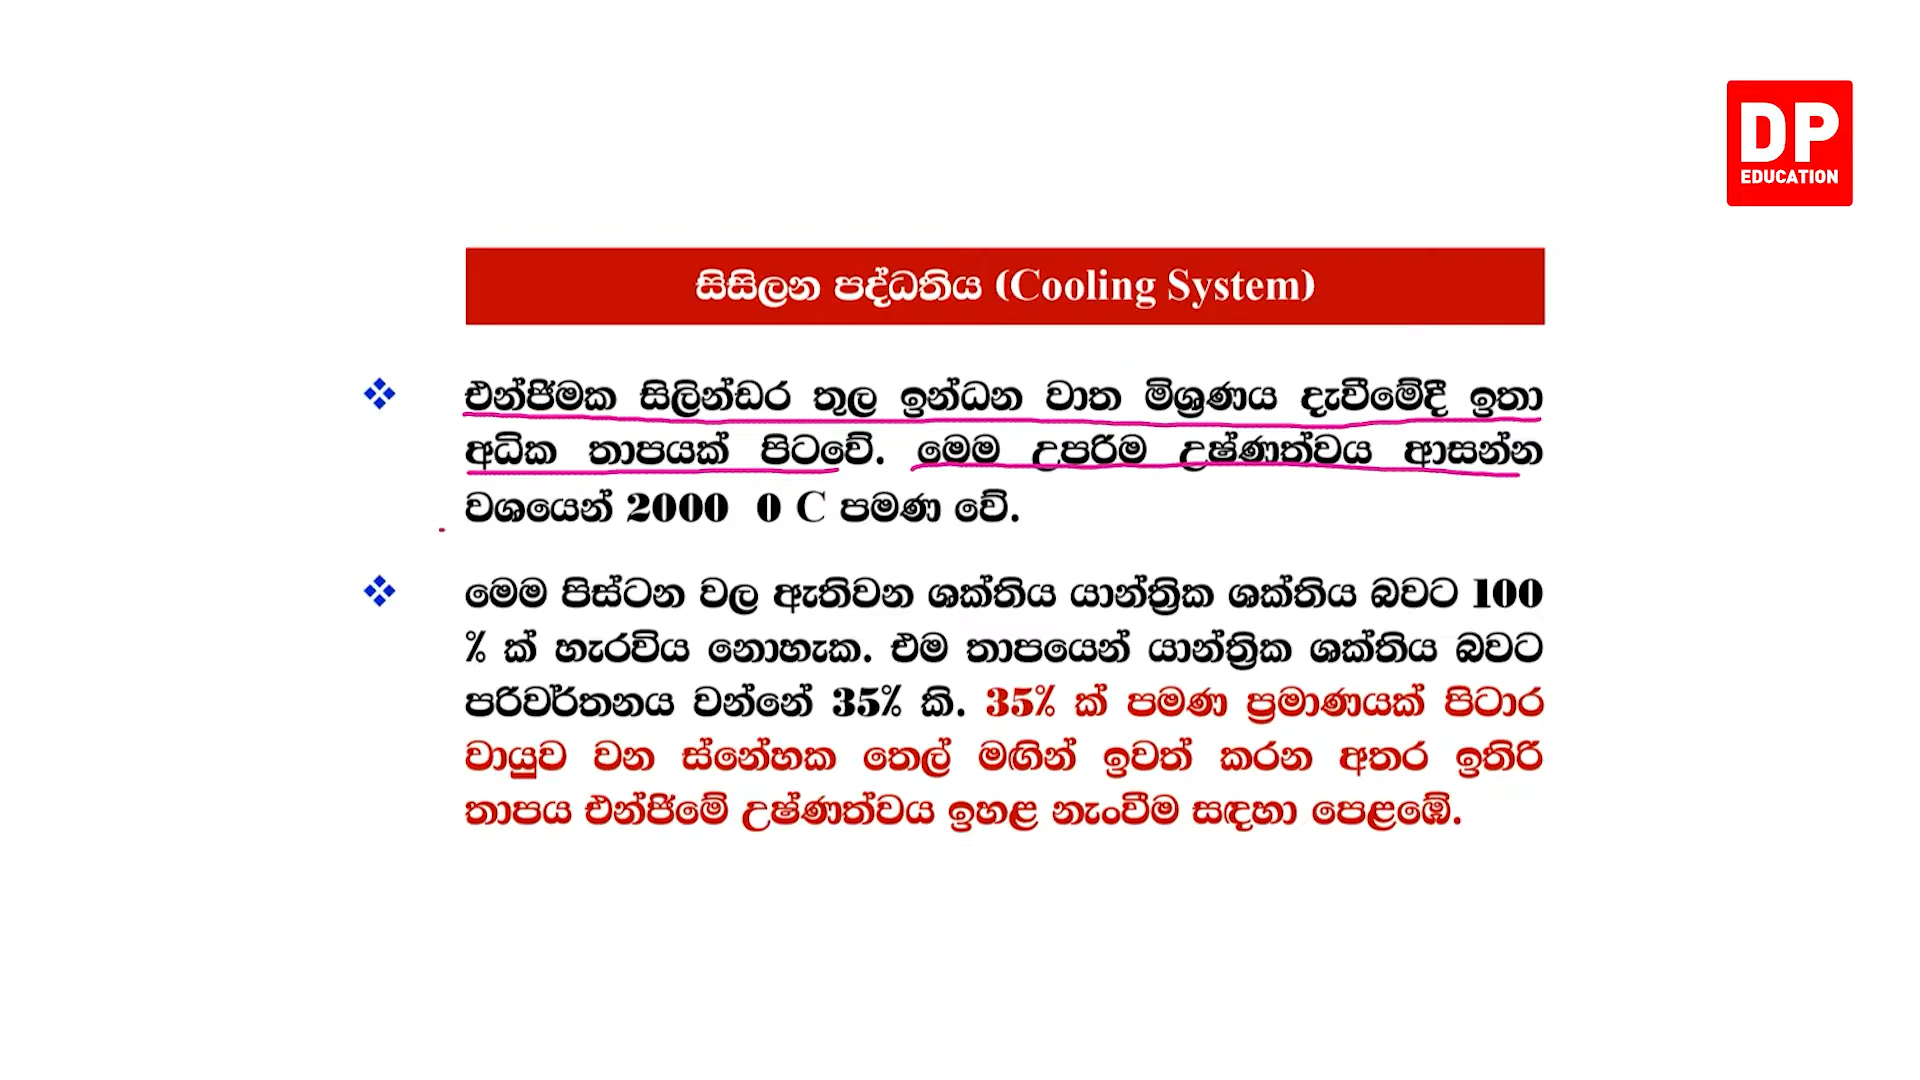 DP
EDUCATION
සිසිලන පද්ධතිය (Cooling System)
එන්ජිමක සිලින්ඩර තුල ඉන්ධන වාත මිශ්‍රණය දැවීමේදී ඉතා
අධික තාපයක් පිටවේ. මෙම උපරිම උෂ්ණත්වය ආසන්න
වශයෙන් 2000 0 C පමණ වේ.
මෙම පිස්ටන වල ඇතිවන ශක්තිය යාන්ත්‍රික ශක්තිය බවට 100
% ක් හැරවිය නොහැක. එම තාපයෙන් යාන්ත්‍රික ශක්තිය බවට
පරිවර්තනය වන්නේ 35% කි. 35% ක් පමණ ප්‍රමාණයක් පිටාර
වායුව වන ස්නේහක තෙල් මඟින් ඉවත් කරන අතර ඉතිරි
තාපය එන්ජිමේ උෂ්ණත්වය ඉහළ නැංවීම සඳහා පෙළඹේ.